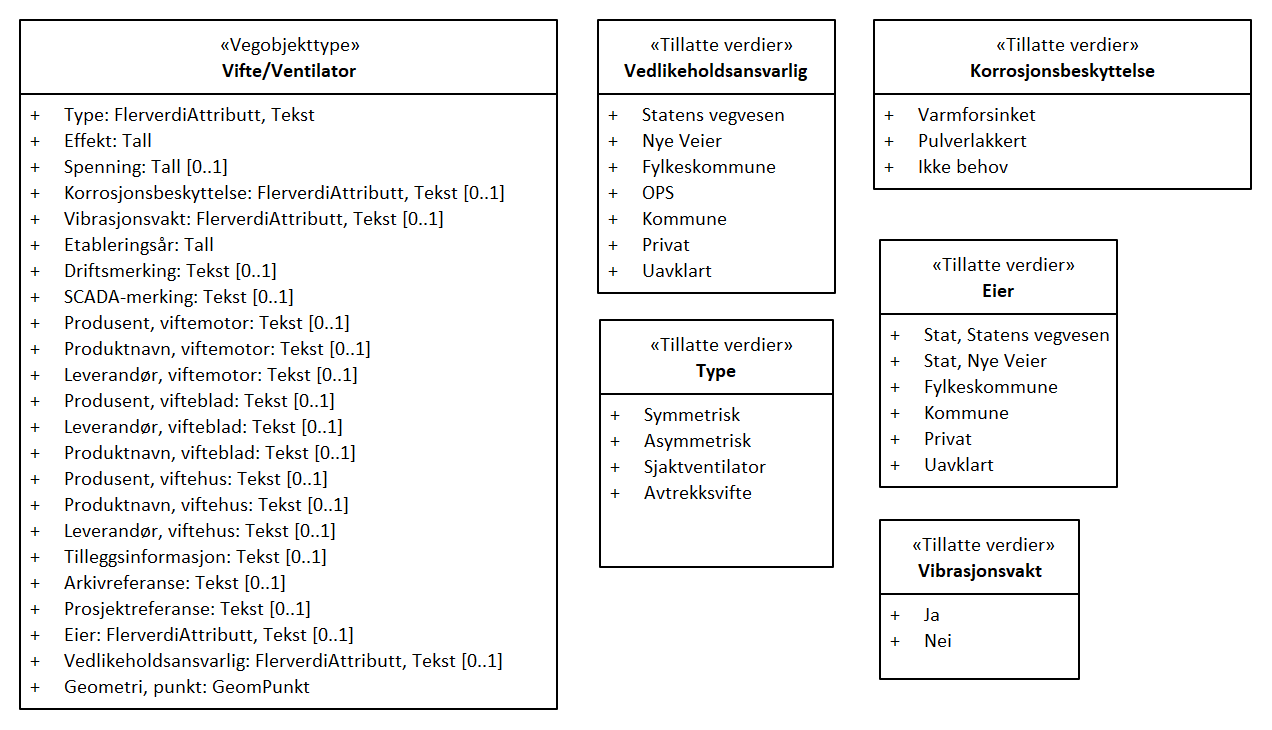 «Vegobjekttype»
Vifte/Ventilator
+ Type: FlerverdiAttributt, Tekst
+ Effekt: Tall
+ Spenning: Tall [0..1]
+ Korrosjonsbeskyttelse: FlerverdiAttributt, Tekst [0..1]
+ Vibrasjonsvakt: FlerverdiAttributt, Tekst [0..1]
+ Etableringsår: Tall
+ Driftsmerking: Tekst [0..1]
+ SCADA-merking: Tekst [0..1]
+ Produsent, viftemotor: Tekst [0..1]
+ Produktnavn, viftemotor: Tekst [0..1]
+ Leverandør, viftemotor: Tekst [0..1]
+ Produsent, vifteblad: Tekst [0..1]
+ Leverandør, vifteblad: Tekst [0..1]
+ Produktnavn, vifteblad: Tekst [0..1]
+ Produsent, viftehus: Tekst [0..1]
+ Produktnavn, viftehus: Tekst [0..1]
+ Leverandør, viftehus: Tekst [0..1]
+ Tilleggsinformasjon: Tekst [0..1]
+ Arkivreferanse: Tekst [0..1]
+ Prosjektreferanse: Tekst [0..1]
+ Eier: FlerverdiAttributt, Tekst [0..1]
+ Vedlikeholdsansvarlig: FlerverdiAttributt, Tekst [0..1]
+ Geometri, punkt: GeomPunkt
«Tillatte verdier»
Vedlikeholdsansvarlig
+ Statens vegvesen
+ Nye Veier
+ Fylkeskommune
+ OPS
+ Kommune
+ Privat
+ Uavklart
«Tillatte verdier»
Type
+ Symmetrisk
+ Asymmetrisk
+ Sjaktventilator
+ Avtrekksvifte
«Tillatte verdier»
Korrosjonsbeskyttelse
+ Varmforsinket
+ Pulverlakkert
+ Ikke behov
«Tillatte verdier»
Eier
+ Stat, Statens vegvesen
+ Stat, Nye Veier
+ Fylkeskommune
+ Kommune
+ Privat
+ Uavklart
«Tillatte verdier»
Vibrasjonsvakt
+ Ja
+ Nei